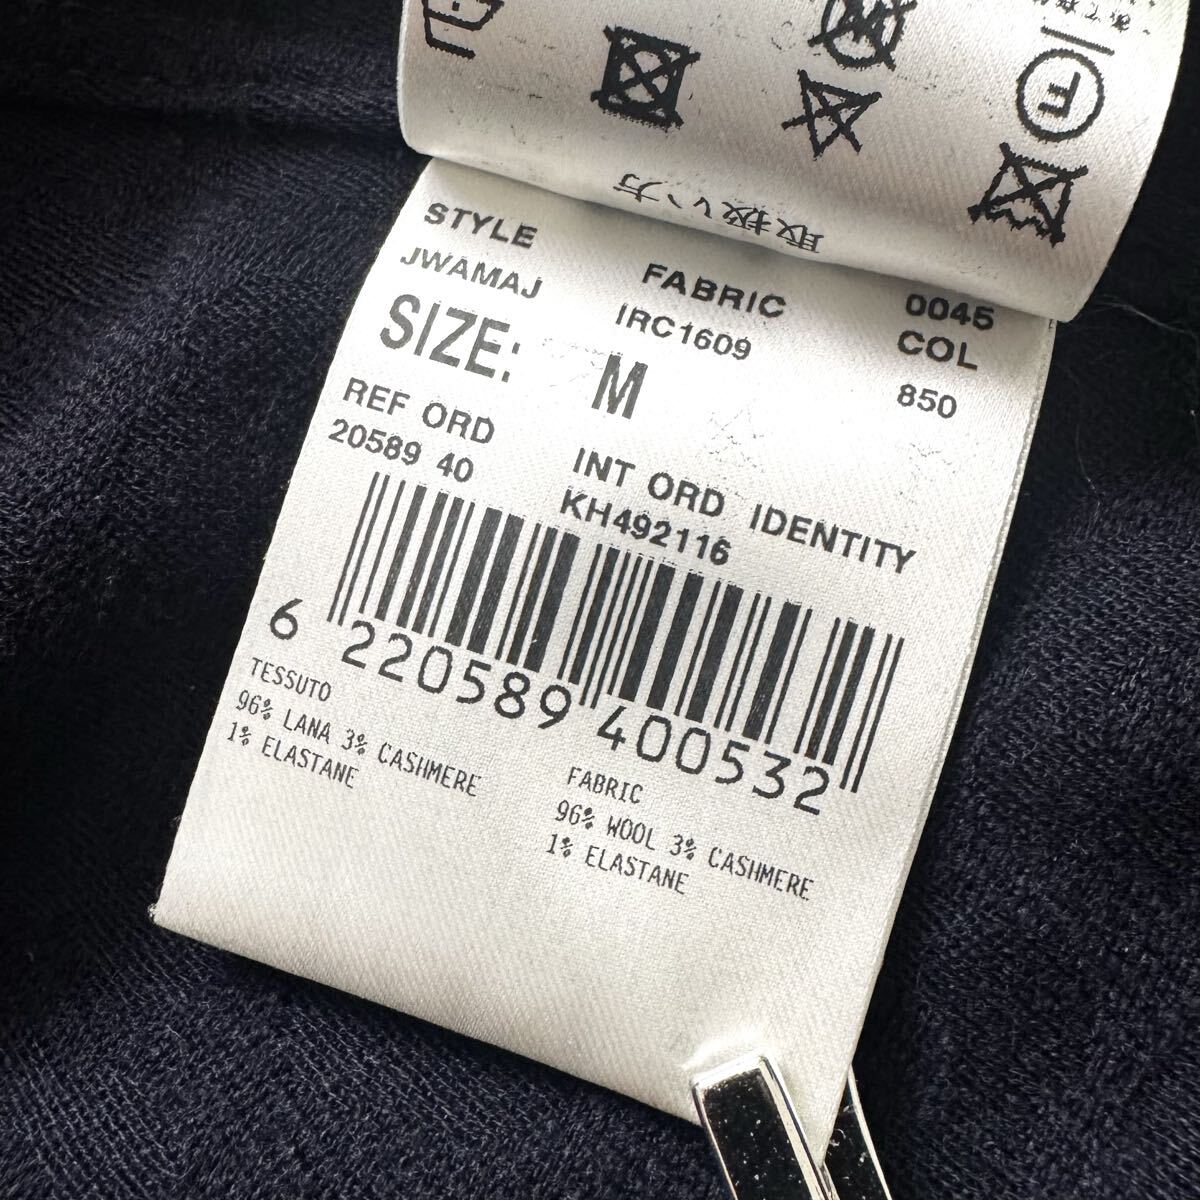 取扱い方
STYLE
JWAMAJ
FABRIC
IRC1609
0045
COL
850
SIZE: M
REF ORD
20589 40
INT ORD IDENTITY
KH492116
6 220589 400532
TESSUTO
96% LANA 3% CASHMERE
1% ELASTANE
FABRIC
96% WOOL 3% CASHMERE
1% ELASTANE